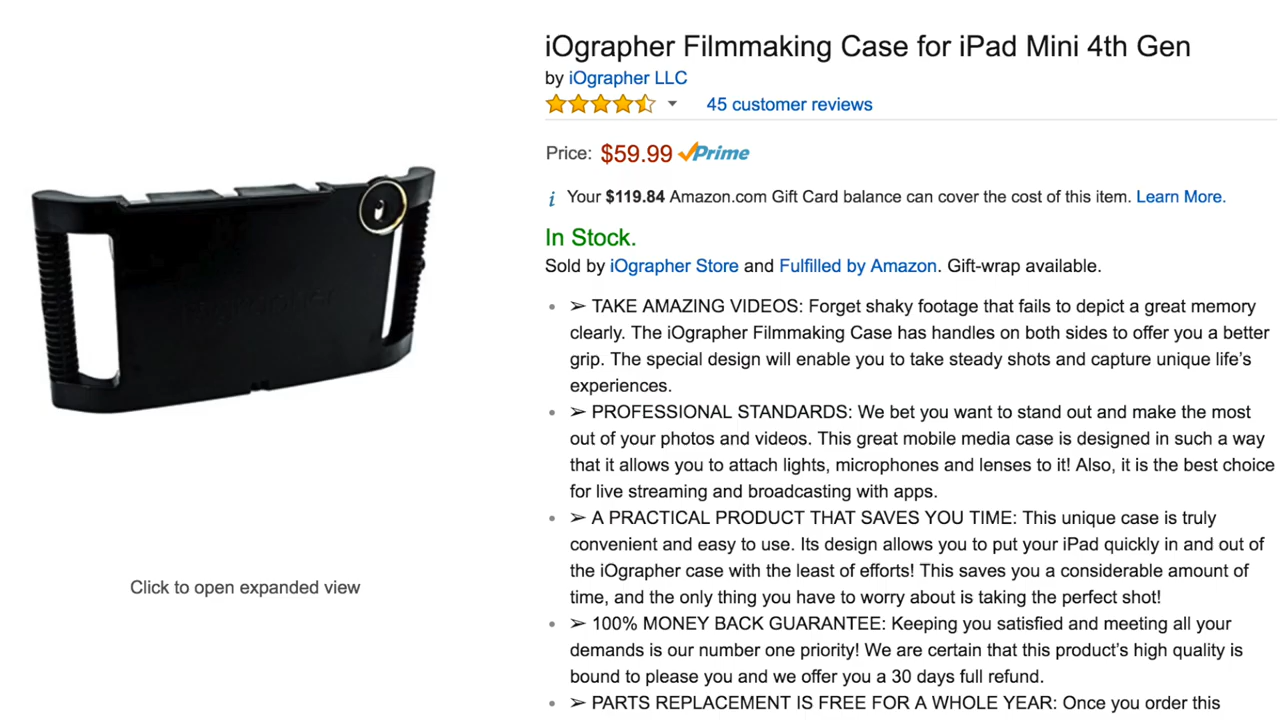 iOgrapher Filmmaking Case for iPad Mini 4th Gen
by iOgrapher LLC
45 customer reviews
Price: $59.99 Prime
i Your $119.84 Amazon.com Gift Card balance can cover the cost of this item. Learn More.
In Stock.
Sold by iOgrapher Store and Fulfilled by Amazon. Gift-wrap available.
• ➢ TAKE AMAZING VIDEOS: Forget shaky footage that fails to depict a great memory
clearly. The iOgrapher Filmmaking Case has handles on both sides to offer you a better
grip. The special design will enable you to take steady shots and capture unique life’s
experiences.
• ➢ PROFESSIONAL STANDARDS: We bet you want to stand out and make the most
out of your photos and videos. This great mobile media case is designed in such a way
that it allows you to attach lights, microphones and lenses to it! Also, it is the best choice
for live streaming and broadcasting with apps.
• ➢ A PRACTICAL PRODUCT THAT SAVES YOU TIME: This unique case is truly
convenient and easy to use. Its design allows you to put your iPad quickly in and out of
the iOgrapher case with the least of efforts! This saves you a considerable amount of
time, and the only thing you have to worry about is taking the perfect shot!
• ➢ 100% MONEY BACK GUARANTEE: Keeping you satisfied and meeting all your
demands is our number one priority! We are certain that this product’s high quality is
bound to please you and we offer you a 30 days full refund.
• ➢ PARTS REPLACEMENT IS FREE FOR A WHOLE YEAR: Once you order this
Click to open expanded view